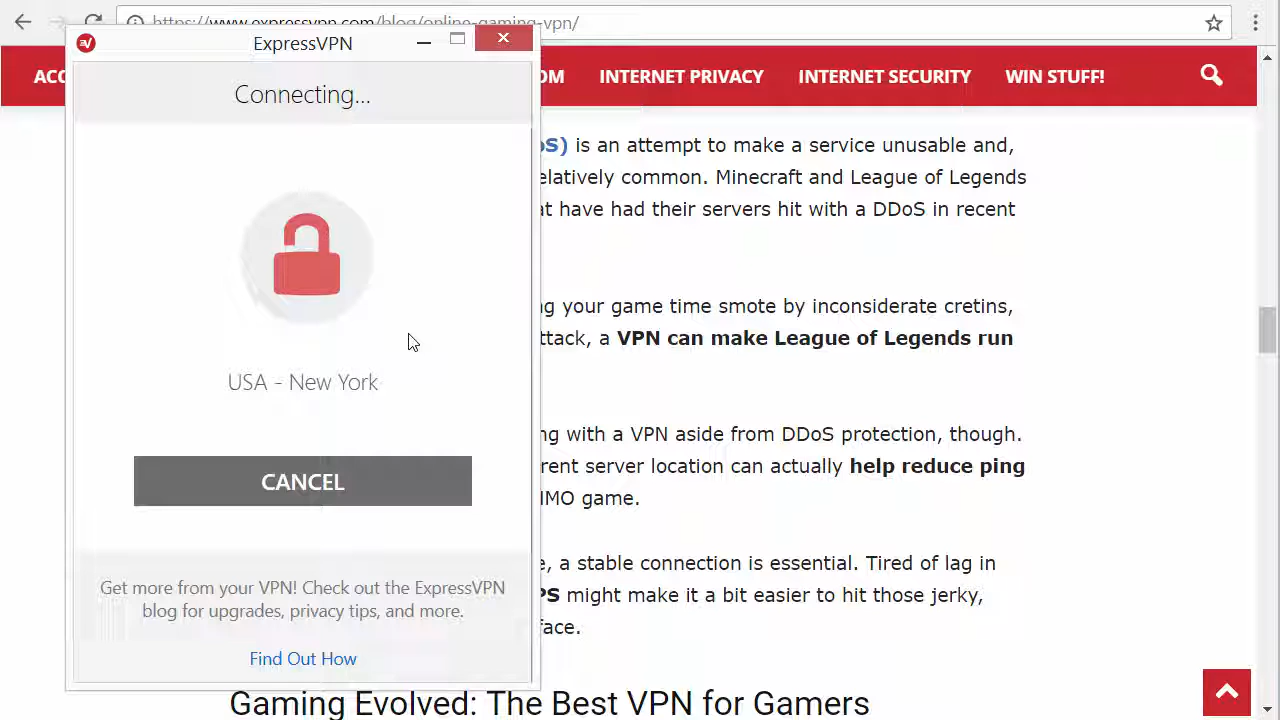 https://www.expressvpn.com/blog/online-gaming-vpn/
ExpressVPN
Connecting...
USA - New York
CANCEL
Get more from your VPN! Check out the ExpressVPN
blog for upgrades, privacy tips, and more.
Find Out How
INTERNET PRIVACY INTERNET SECURITY WIN STUFF!
is an attempt to make a service unusable and,
elatively common. Minecraft and League of Legends
at have had their servers hit with a DDoS in recent
ng your game time smote by inconsiderate cretins,
ttack, a VPN can make League of Legends run
ng with a VPN aside from DDoS protection, though.
rent server location can actually help reduce ping
MO game.
e, a stable connection is essential. Tired of lag in
PS might make it a bit easier to hit those jerky,
face.
Gaming Evolved: The Best VPN for Gamers